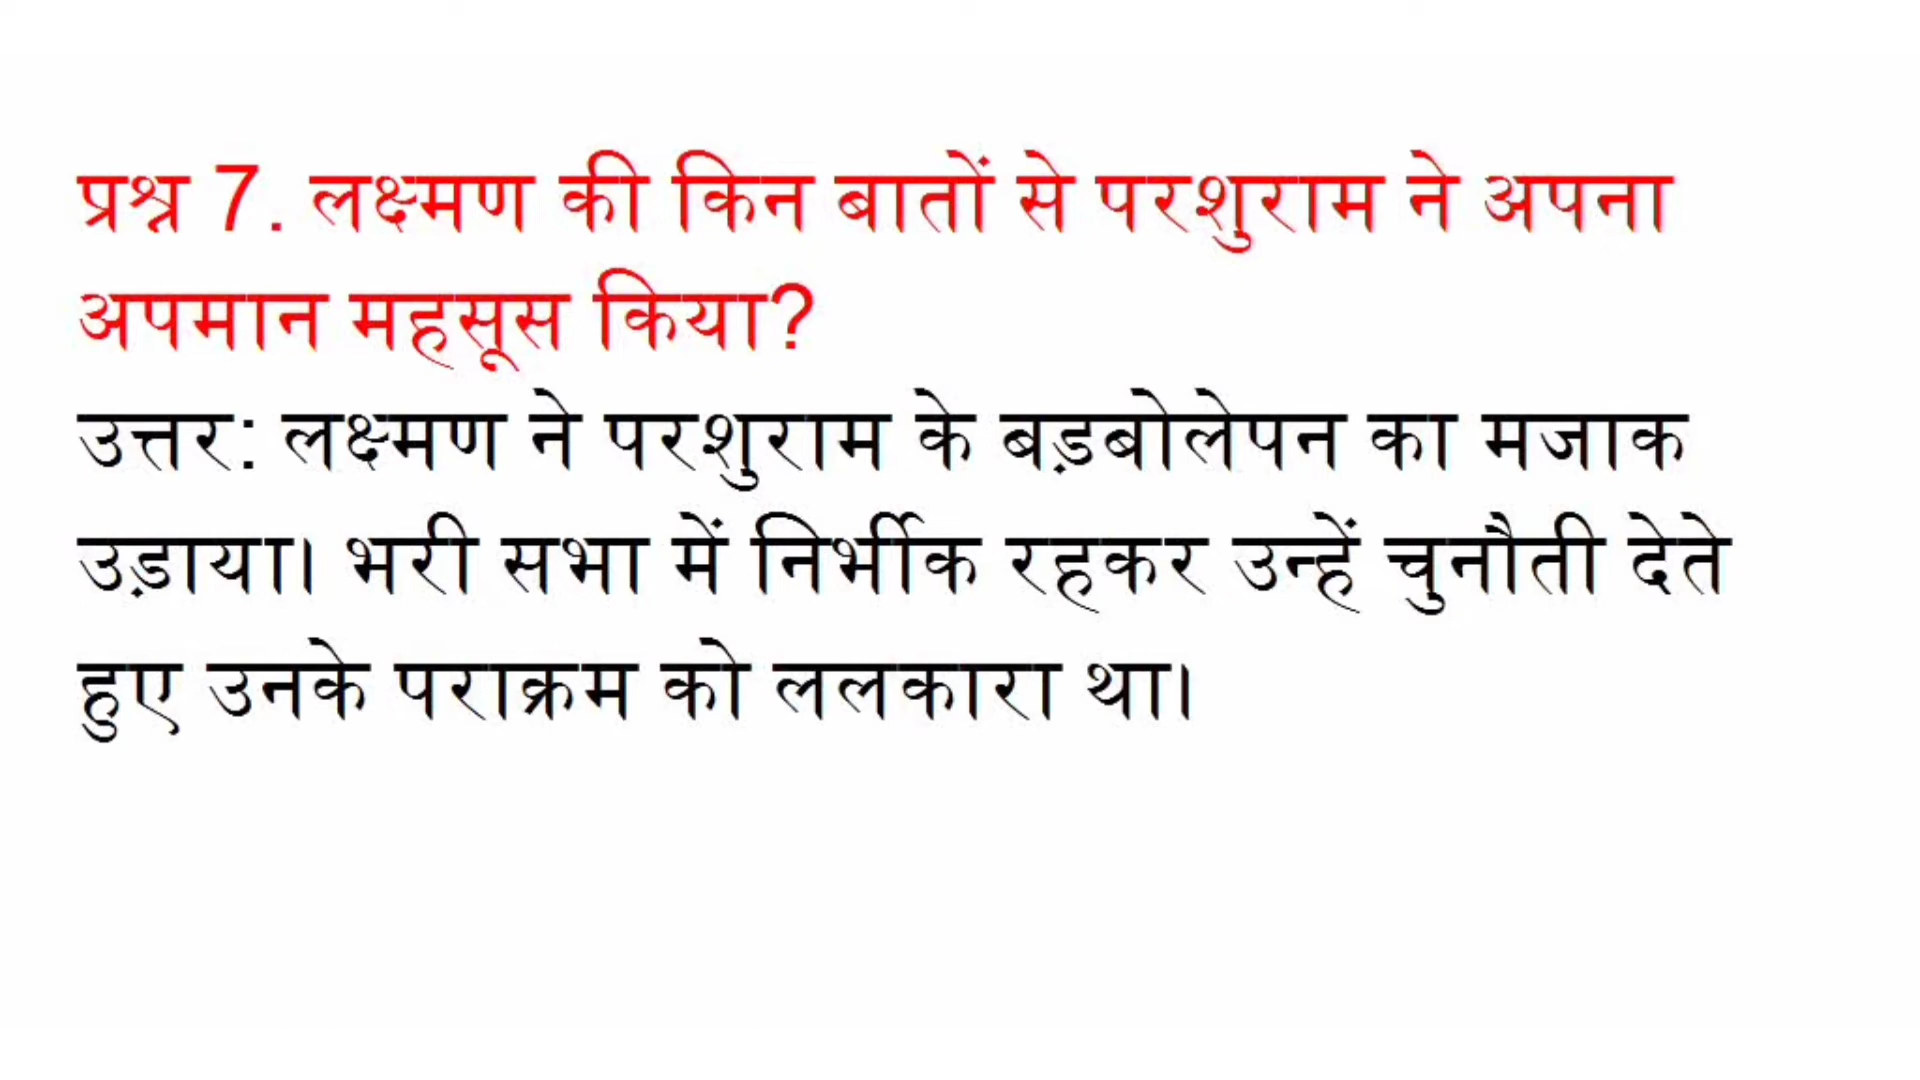 प्रश्न 7. लक्ष्मण की किन बातों से परशुराम ने अपना
अपमान महसूस किया?
उत्तर: लक्ष्मण ने परशुराम के बड़बोलेपन का मजाक
उड़ाया। भरी सभा में निर्भीक रहकर उन्हें चुनौती देते
हुए उनके पराक्रम को ललकारा था।